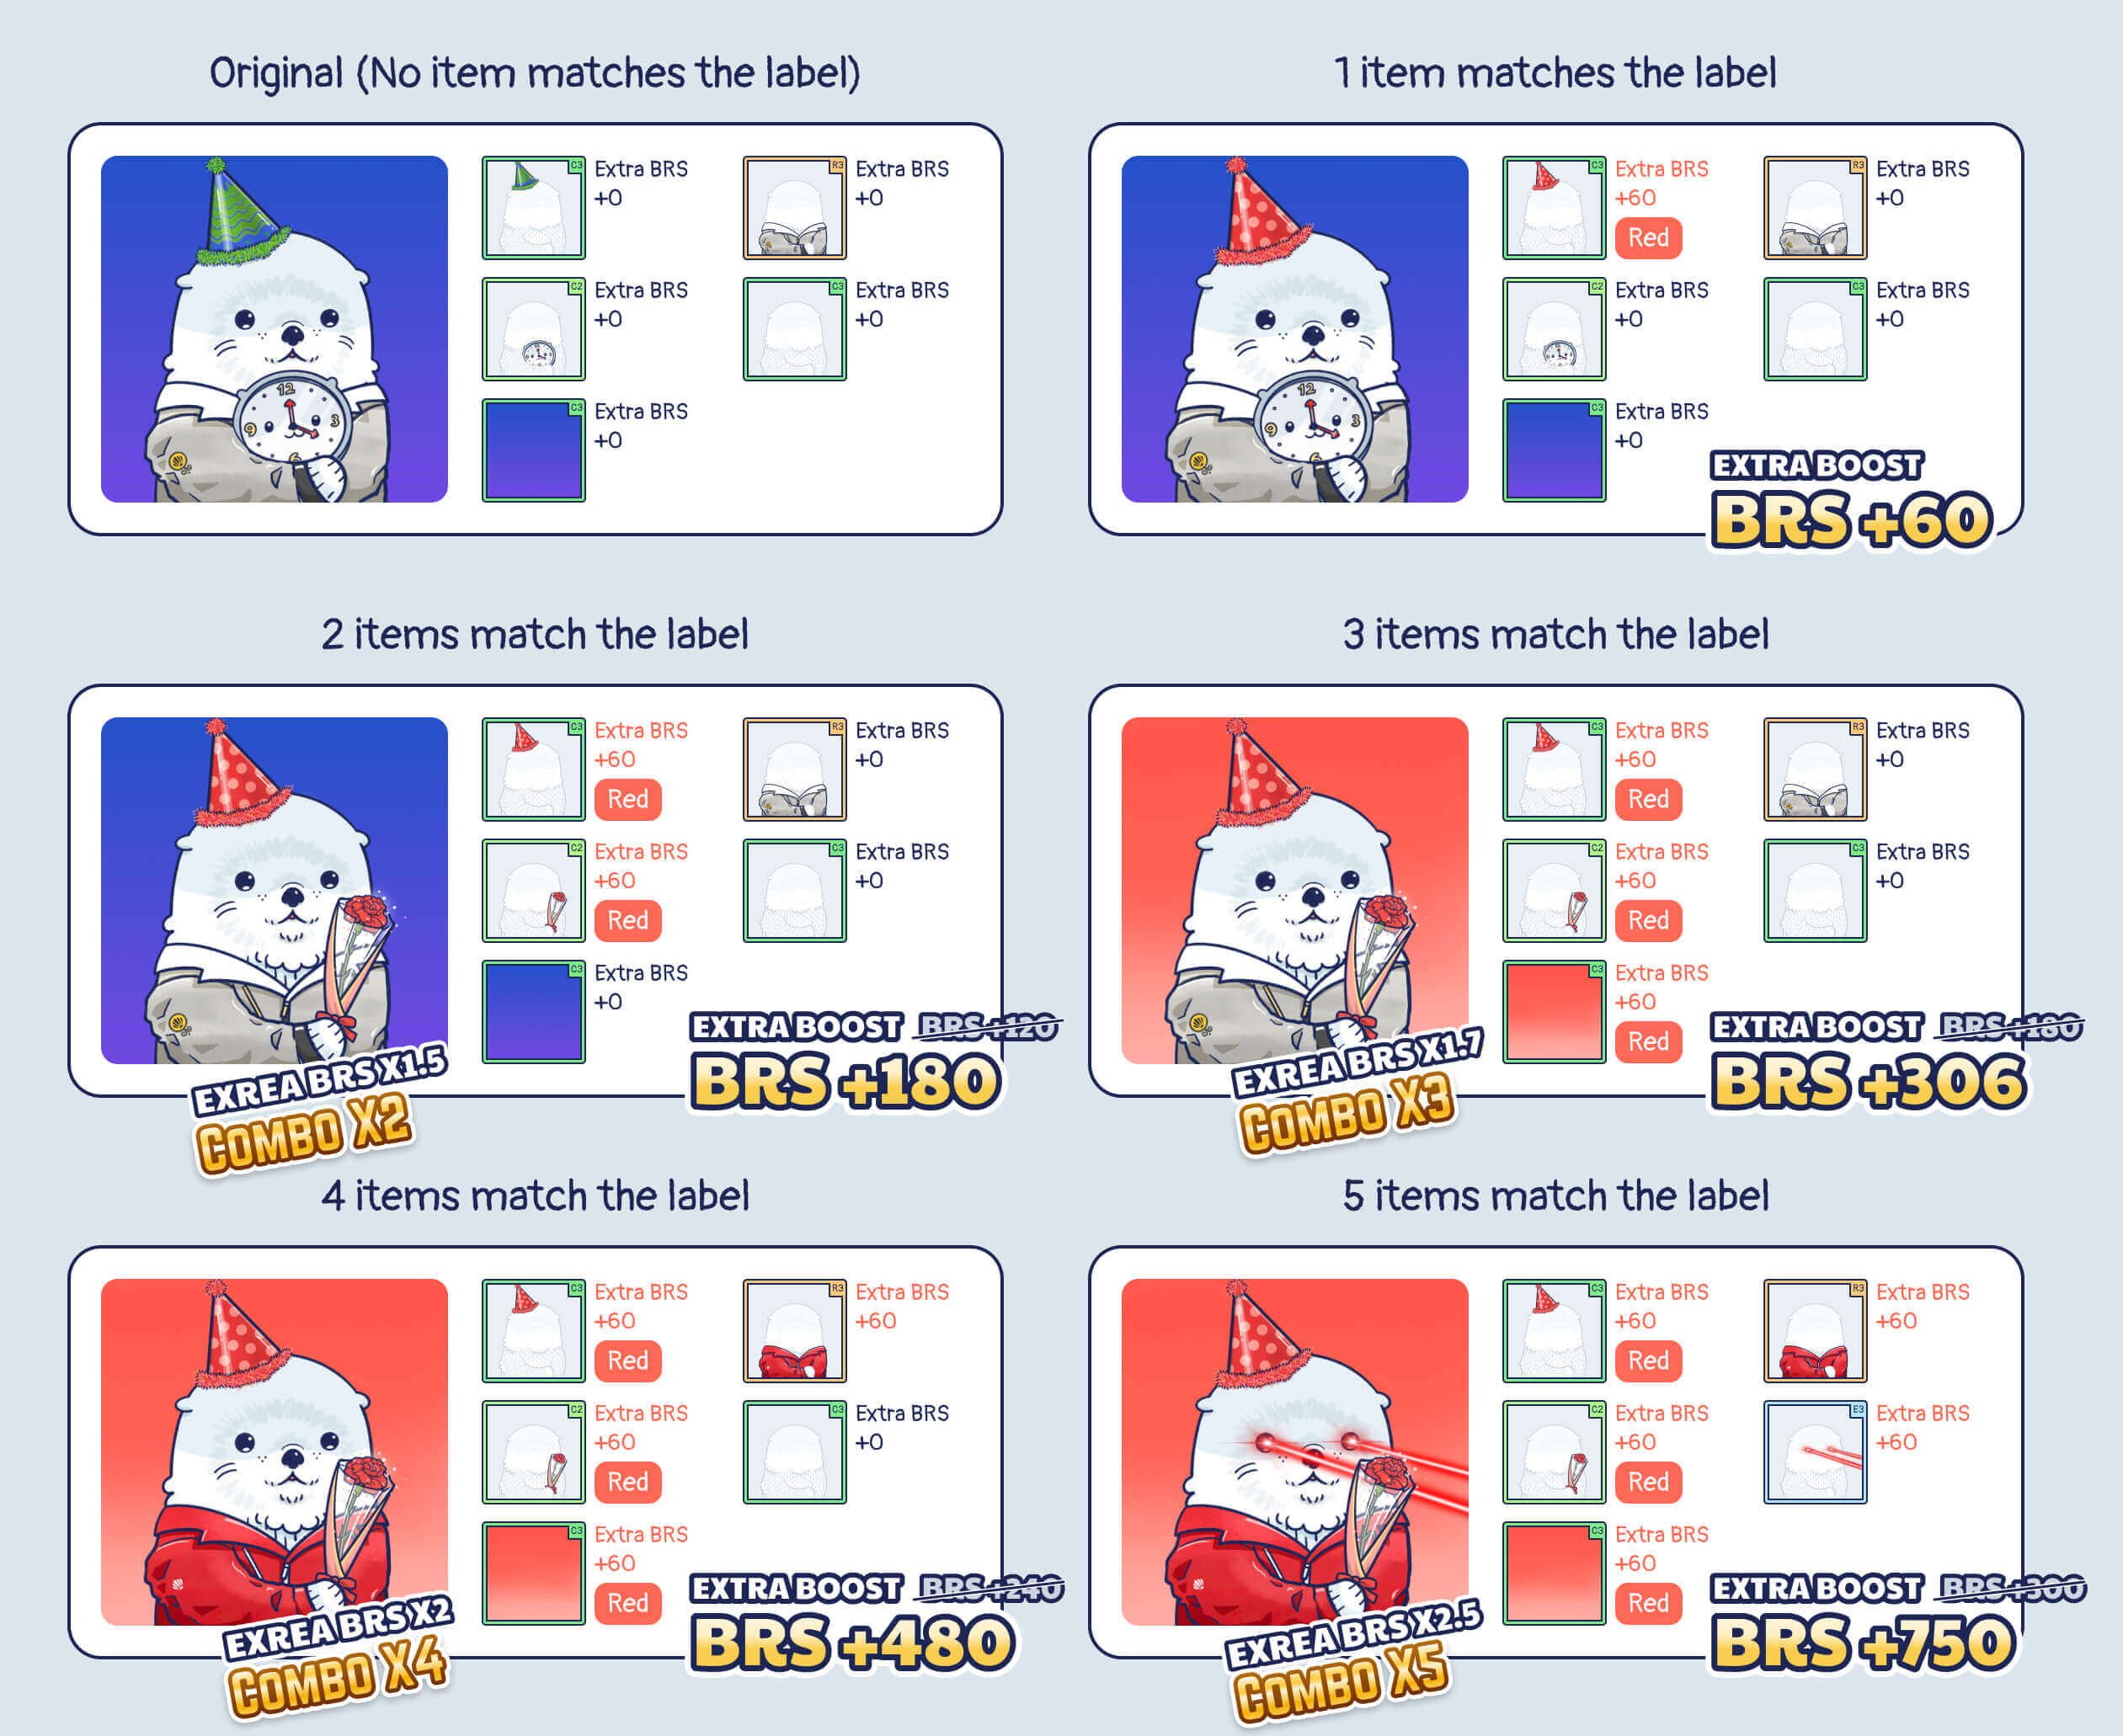 Original (No item matches the label)
C3
Extra BRS
+0
R3
Extra BRS
+0
C2
Extra BRS
+0
C3
Extra BRS
+0
C3
Extra BRS
+0
12
3
6
9
1 item matches the label
C3
Extra BRS
+60
Red
R3
Extra BRS
+0
C2
Extra BRS
+0
C3
Extra BRS
+0
C3
Extra BRS
+0
12
3
6
9
EXTRA BOOST
BRS +60
2 items match the label
C3
Extra BRS
+60
Red
R3
Extra BRS
+0
C2
Extra BRS
+60
Red
C3
Extra BRS
+0
C3
Extra BRS
+0
EXREA BRS X1.5
COMBO X2
EXTRA BOOST BRS +120
BRS +180
3 items match the label
C3
Extra BRS
+60
Red
R3
Extra BRS
+0
C2
Extra BRS
+60
Red
C3
Extra BRS
+0
C3
Extra BRS
+60
Red
EXREA BRS X1.7
COMBO X3
EXTRA BOOST BRS +180
BRS +306
4 items match the label
C3
Extra BRS
+60
Red
R3
Extra BRS
+60
C2
Extra BRS
+60
Red
C3
Extra BRS
+0
C3
Extra BRS
+60
Red
EXREA BRS X2
COMBO X4
EXTRA BOOST BRS +240
BRS +480
5 items match the label
C3
Extra BRS
+60
Red
R3
Extra BRS
+60
C2
Extra BRS
+60
Red
E3
Extra BRS
+60
C3
Extra BRS
+60
Red
EXREA BRS X2.5
COMBO X5
EXTRA BOOST BRS +300
BRS +750